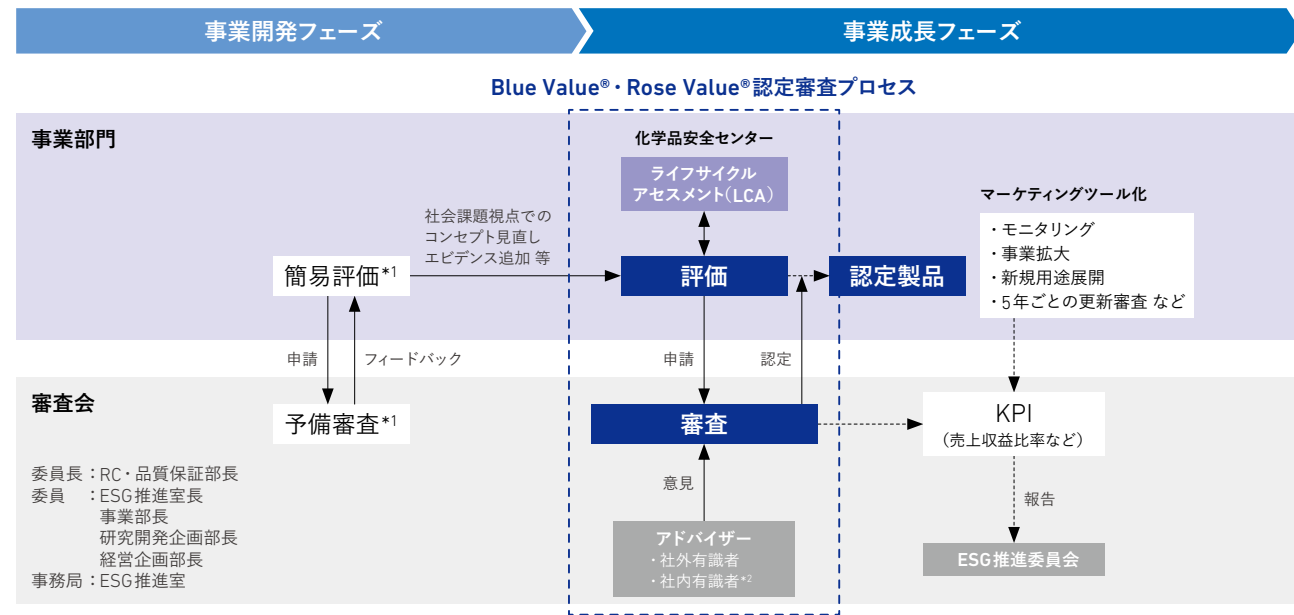 事業開発フェーズ
事業成長フェーズ
Blue Value®・Rose Value®認定審査プロセス
事業部門
化学品安全センター
ライフサイクル
アセスメント(LCA)
マーケティングツール化
・モニタリング
・事業拡大
・新規用途展開
・5年ごとの更新審査 など
社会課題視点での
コンセプト見直し
エビデンス追加 等
簡易評価*1
評価
認定製品
申請
フィードバック
申請
認定
審査会
予備審査*1
審査
KPI
(売上収益比率など)
委員長：RC・品質保証部長
委員　：ESG推進室長
事業部長
研究開発企画部長
経営企画部長
事務局：ESG推進室
意見
報告
アドバイザー
・社外有識者
・社内有識者*2
ESG推進委員会